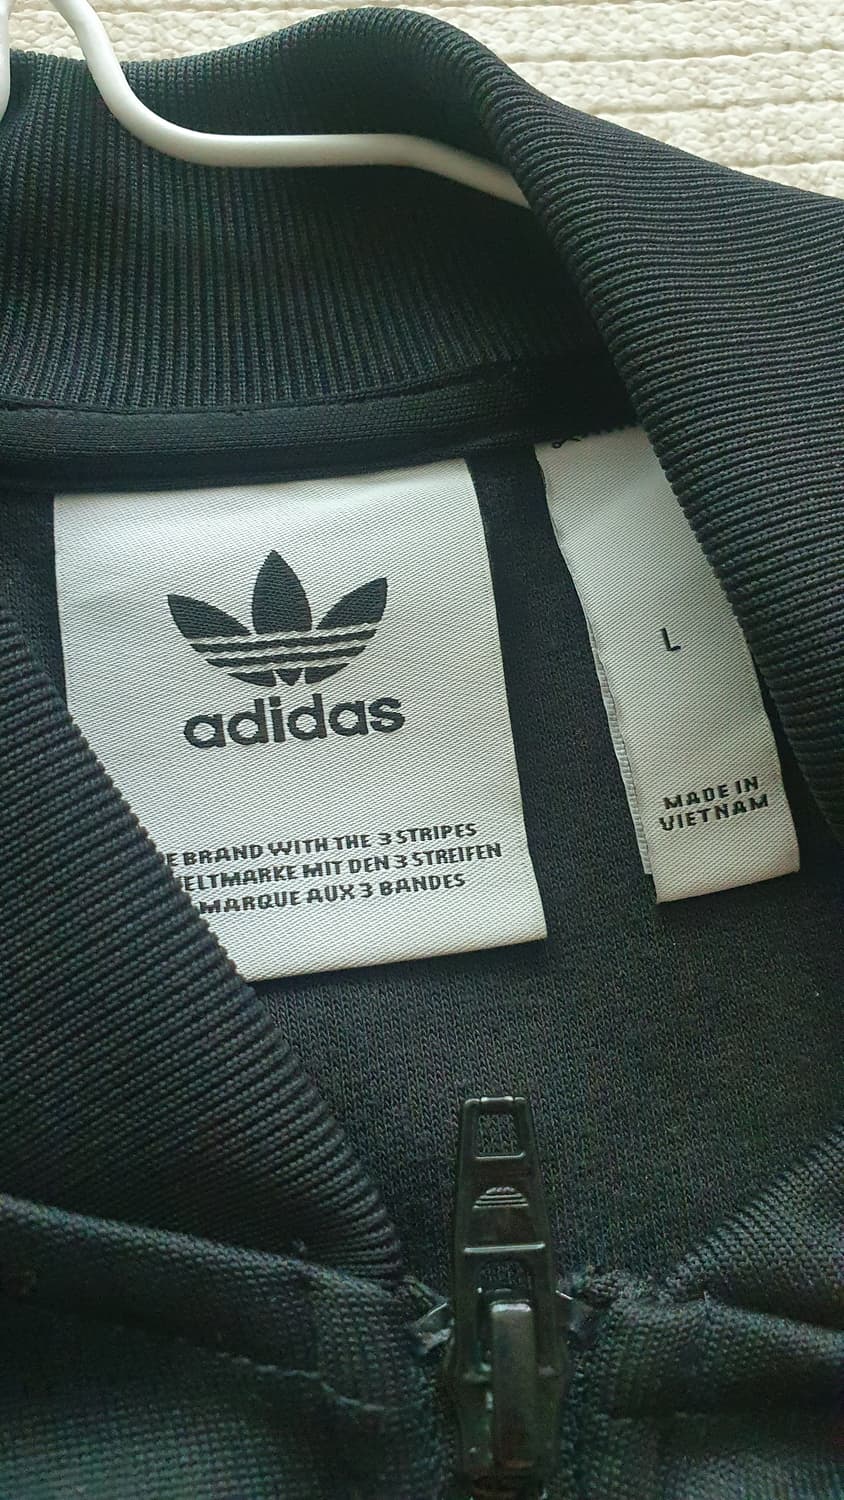 adidas
BRAND WITH THE 3 STRIPES
MIT DEN 3 STREIFEN
MARQUE AUX 3 BANDES
L
MADE IN
VIETNAM